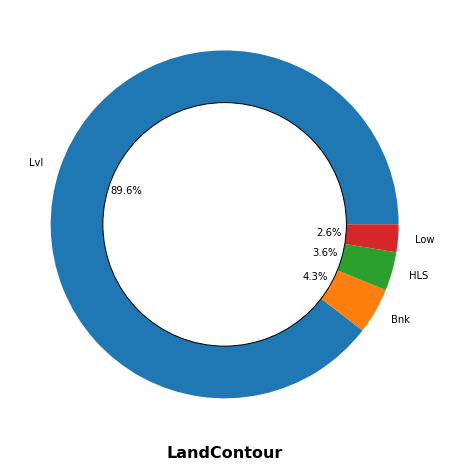 Lvl
89.6%
2.6%
Low
3.6%
HLS
4.3%
Bnk
LandContour